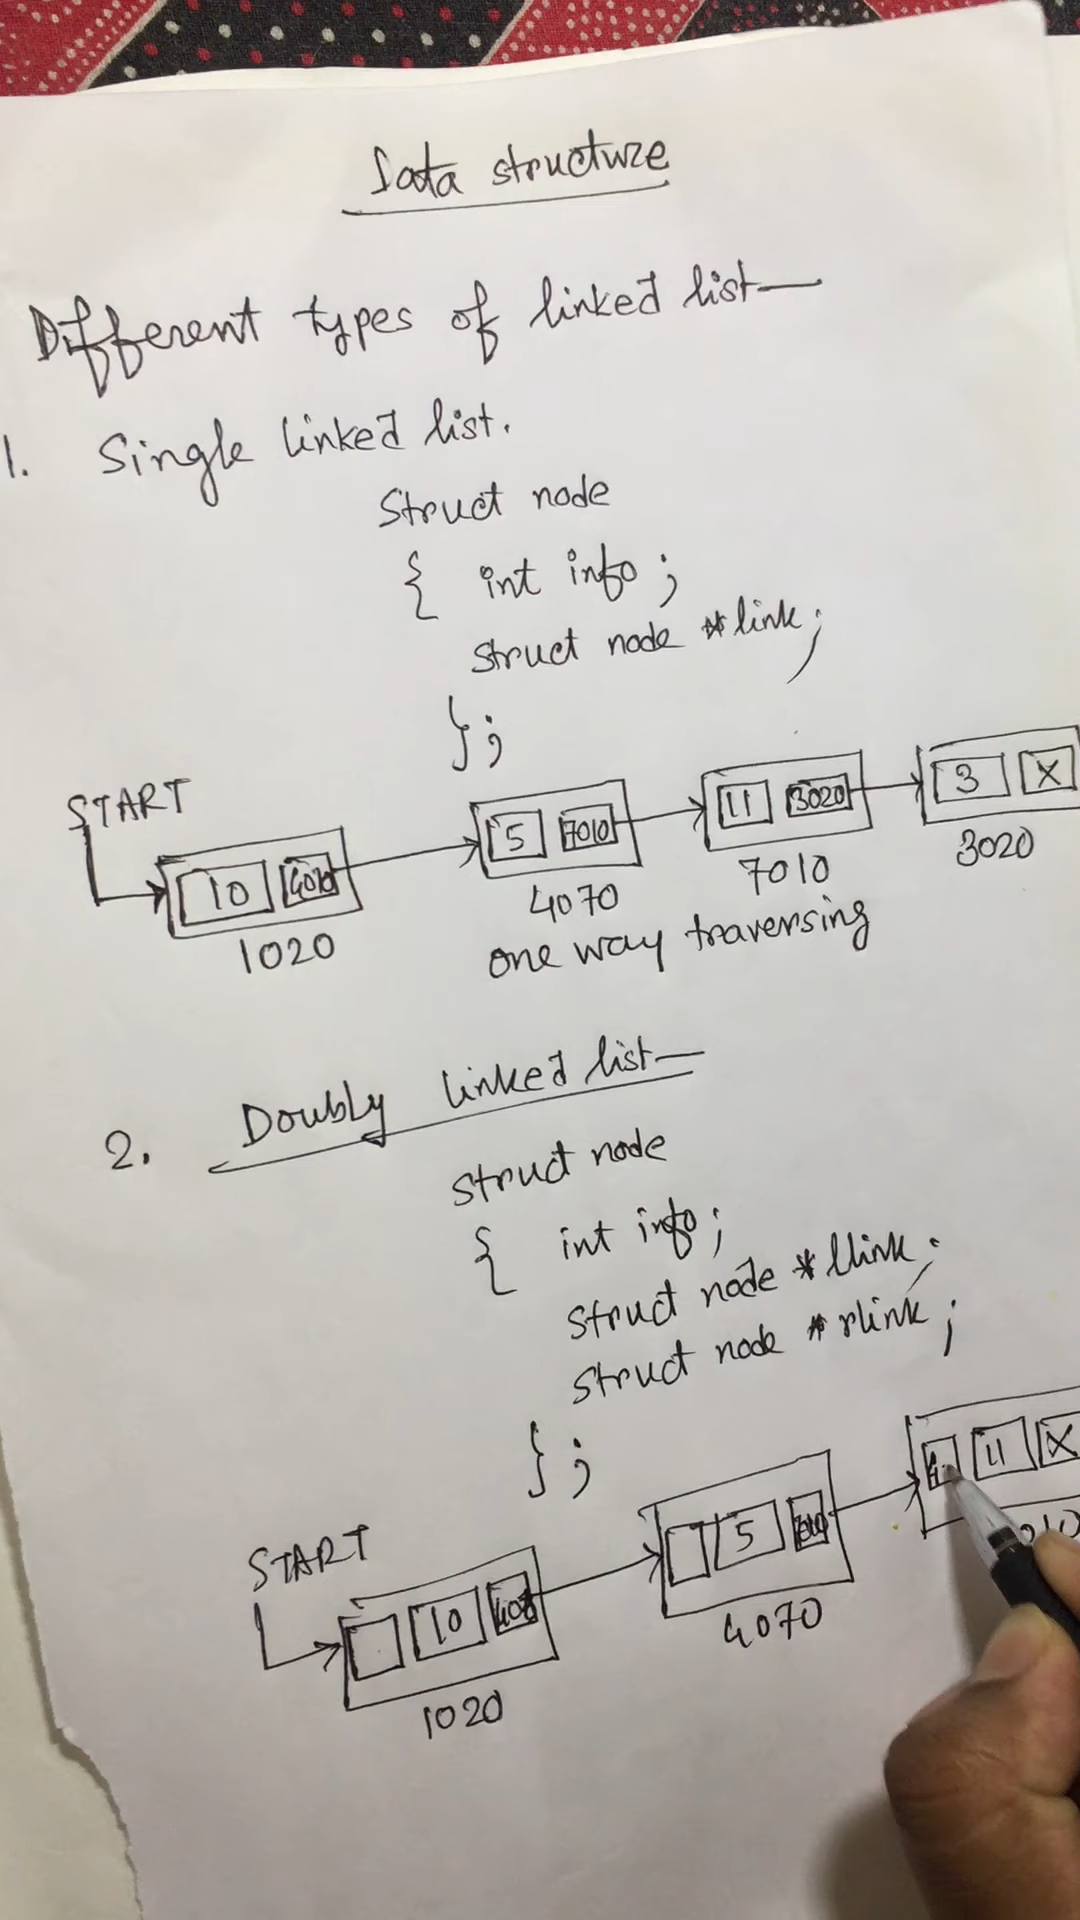 Data structure
Different types of linked list—
1. Single linked list.
Struct node
{ int info;
struct node *link;
};
START
10 4070 5 7010 11 3020 3 X
1020 4070 7010 3020
one way traversing
2. Doubly linked list—
struct node
{ int info;
struct node *llink;
struct node *rlink;
};
START
10 5 11 X
1020 4070